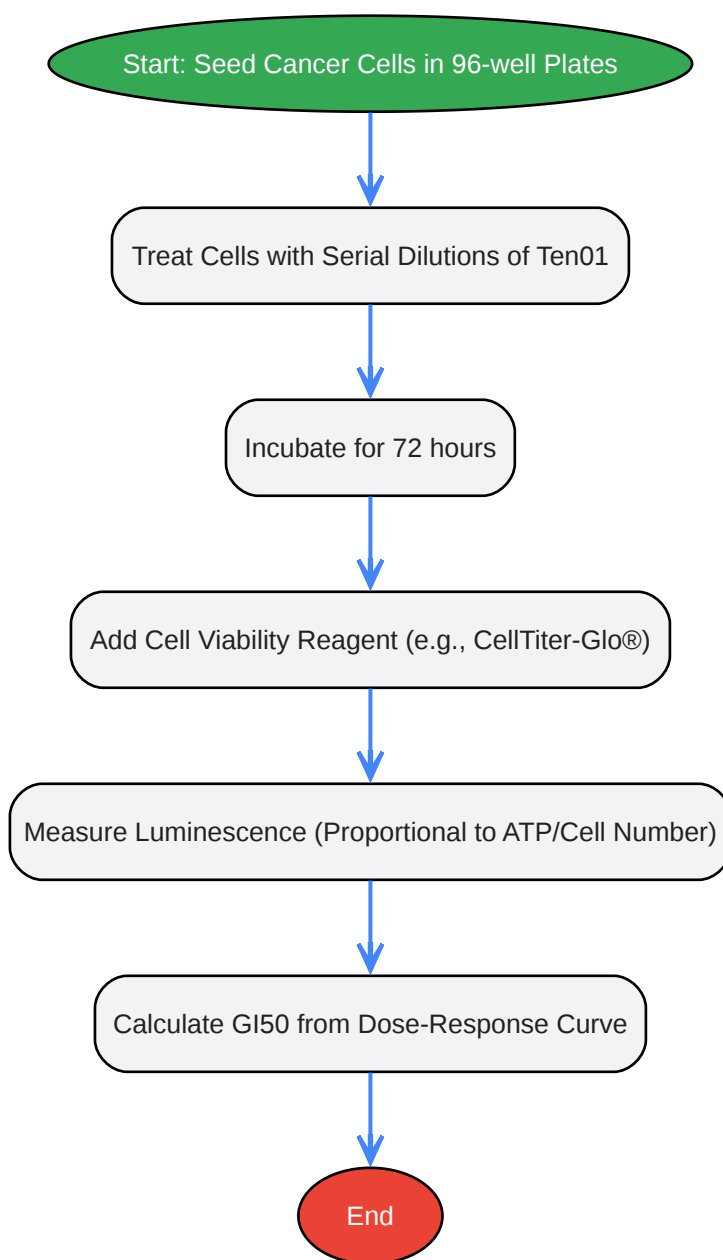 Start: Seed Cancer Cells in 96-well Plates
Treat Cells with Serial Dilutions of Ten01
Incubate for 72 hours
Add Cell Viability Reagent (e.g., CellTiter-Glo®)
Measure Luminescence (Proportional to ATP/Cell Number)
Calculate GI50 from Dose-Response Curve
End